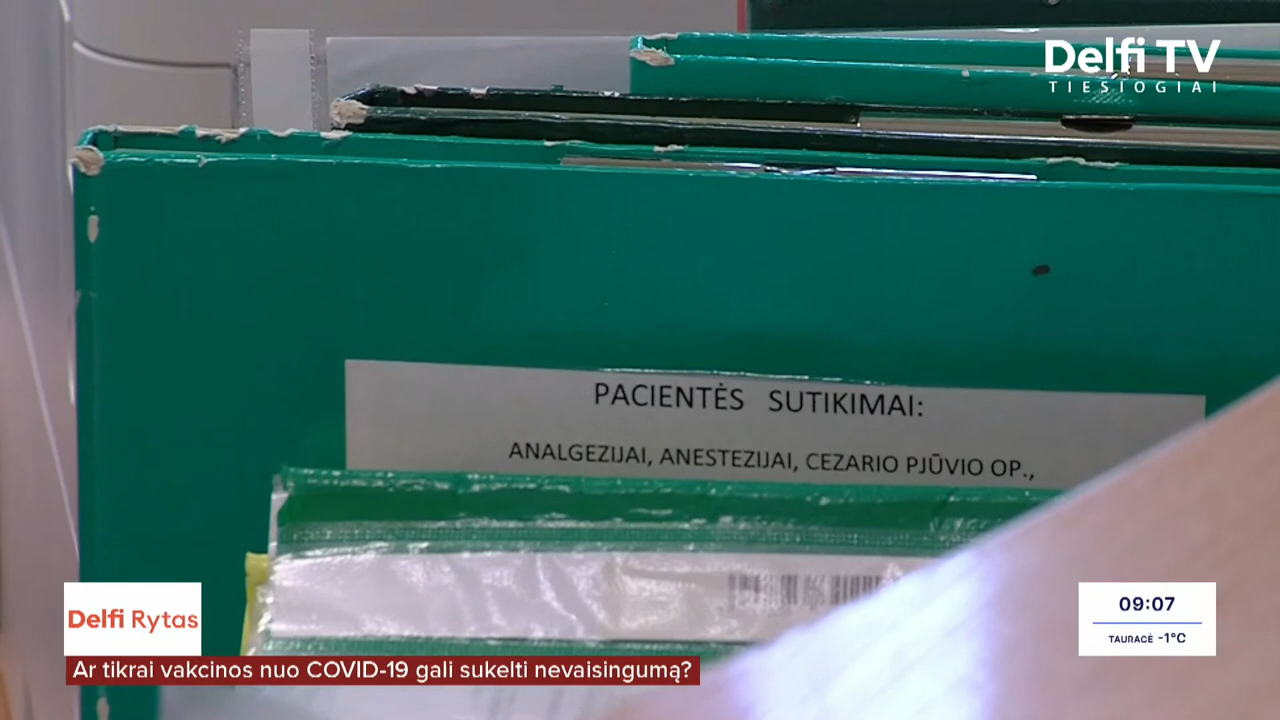 Delfi TV
TIESIOGIAI
PACIENTĖS SUTIKIMAI:
ANALGEZIJAI, ANESTEZIJAI, CEZARIO PJŪVIO OP.,
Delfi Rytas
09:07
TAURAGĖ -1°C
Ar tikrai vakcinos nuo COVID-19 gali sukelti nevaisingumą?